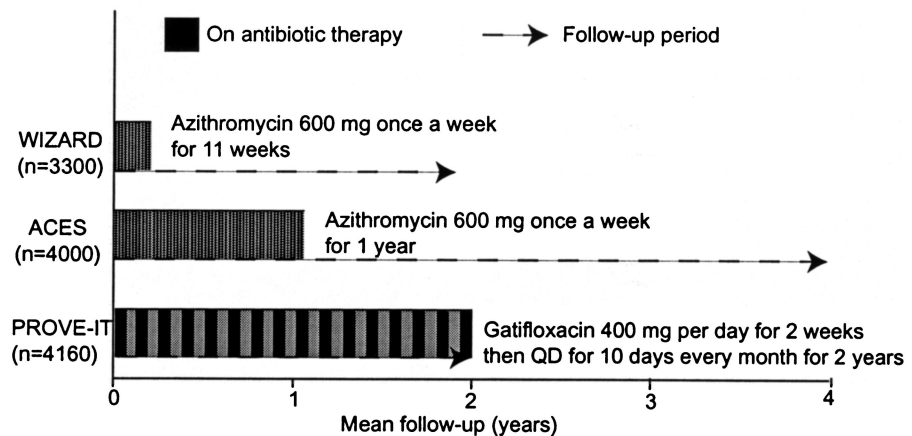 On antibiotic therapy
Follow-up period
WIZARD
(n=3300)
Azithromycin 600 mg once a week
for 11 weeks
ACES
(n=4000)
Azithromycin 600 mg once a week
for 1 year
PROVE-IT
(n=4160)
Gatifloxacin 400 mg per day for 2 weeks
then QD for 10 days every month for 2 years
0 1 2 3 4
Mean follow-up (years)